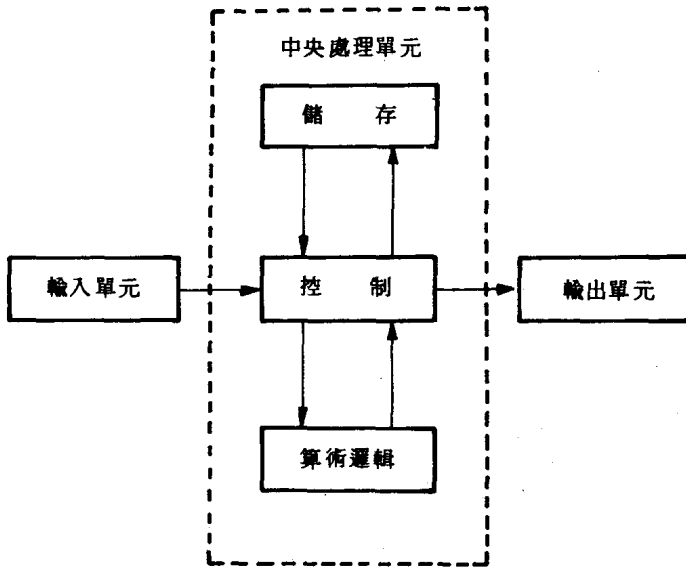 中央處理單元
儲 存
輸入單元
控 制
輸出單元
算術邏輯